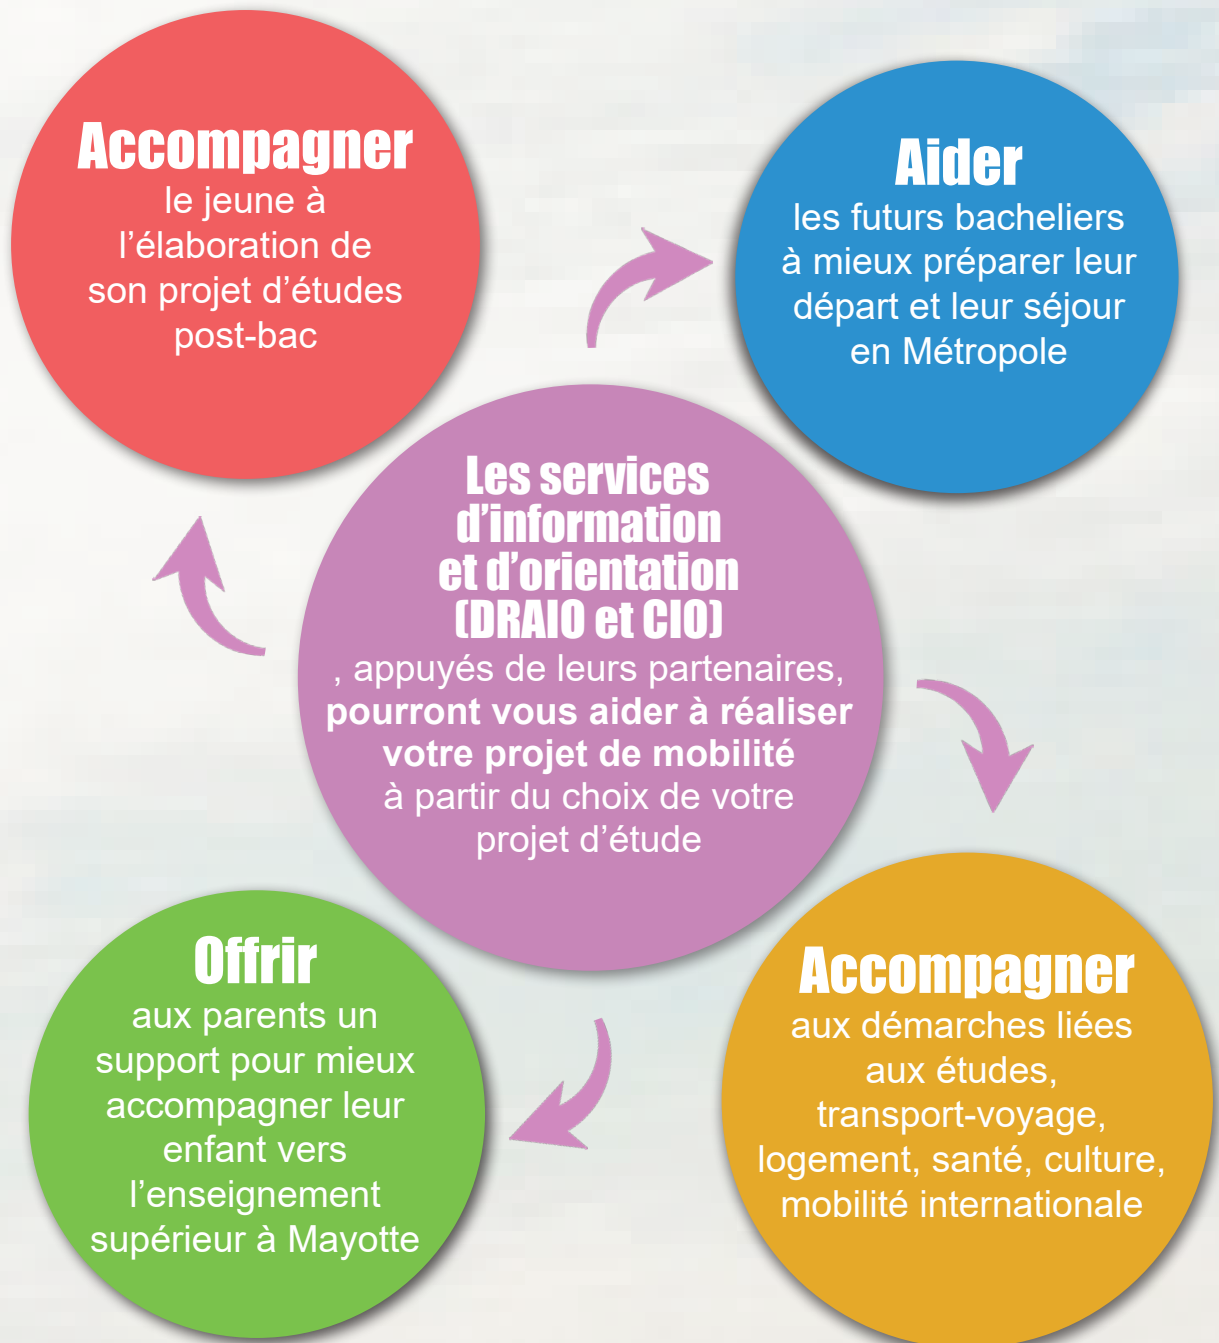 Accompagner
le jeune à
l’élaboration de
son projet d’études
post-bac
Aider
les futurs bacheliers
à mieux préparer leur
départ et leur séjour
en Métropole
Les services
d’information
et d’orientation
(DRAIO et CIO)
, appuyés de leurs partenaires,
pourront vous aider à réaliser
votre projet de mobilité
à partir du choix de votre
projet d’étude
Offrir
aux parents un
support pour mieux
accompagner leur
enfant vers
l’enseignement
supérieur à Mayotte
Accompagner
aux démarches liées
aux études,
transport-voyage,
logement, santé, culture,
mobilité internationale